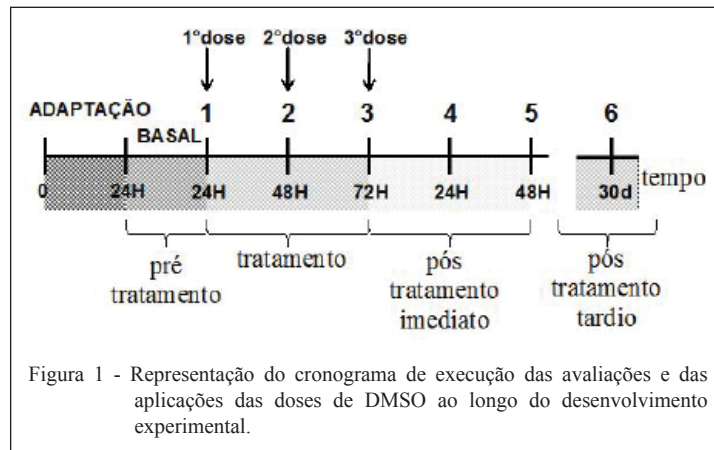 1°dose 2°dose 3°dose
ADAPTAÇÃO 1 2 3 4 5 6
BASAL
0 24H 24H 48H 72H 24H 48H 30d tempo
pré tratamento pós pós
tratamento tratamento tratamento
imediato tardio
Figura 1 - Representação do cronograma de execução das avaliações e das
aplicações das doses de DMSO ao longo do desenvolvimento
experimental.